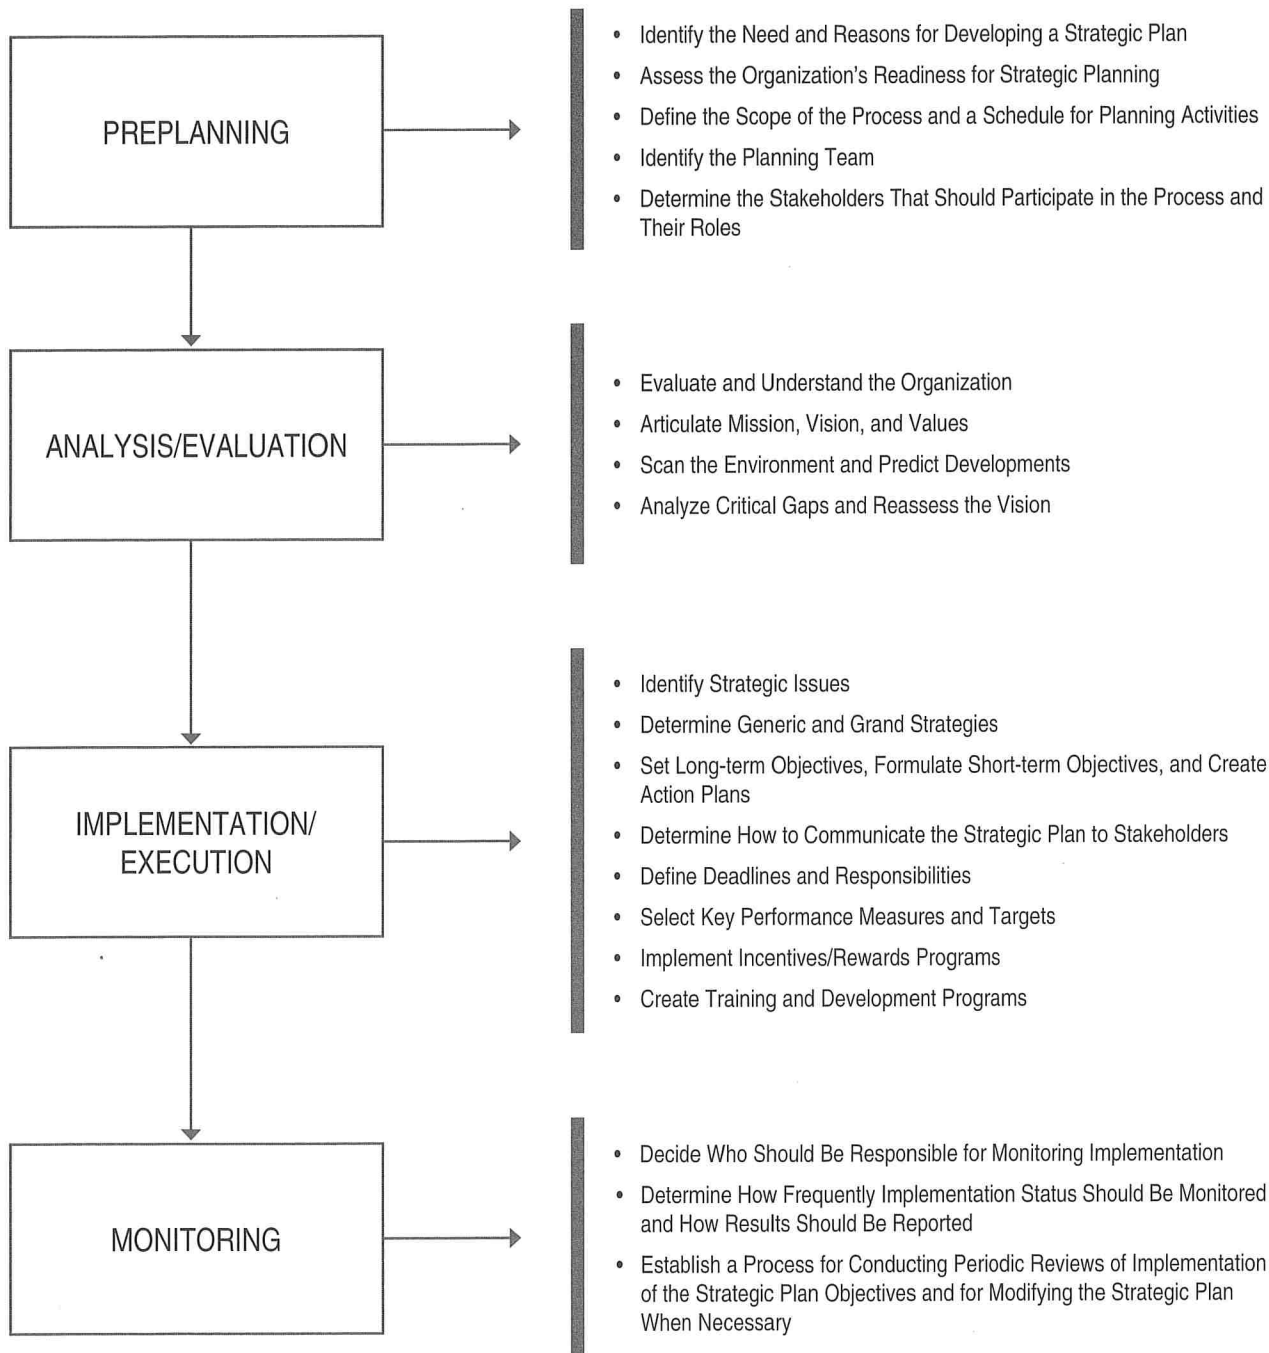 PREPLANNING
• Identify the Need and Reasons for Developing a Strategic Plan
• Assess the Organization's Readiness for Strategic Planning
• Define the Scope of the Process and a Schedule for Planning Activities
• Identify the Planning Team
• Determine the Stakeholders That Should Participate in the Process and
Their Roles
ANALYSIS/EVALUATION
• Evaluate and Understand the Organization
• Articulate Mission, Vision, and Values
• Scan the Environment and Predict Developments
• Analyze Critical Gaps and Reassess the Vision
IMPLEMENTATION/
EXECUTION
• Identify Strategic Issues
• Determine Generic and Grand Strategies
• Set Long-term Objectives, Formulate Short-term Objectives, and Create
Action Plans
• Determine How to Communicate the Strategic Plan to Stakeholders
• Define Deadlines and Responsibilities
• Select Key Performance Measures and Targets
• Implement Incentives/Rewards Programs
• Create Training and Development Programs
MONITORING
• Decide Who Should Be Responsible for Monitoring Implementation
• Determine How Frequently Implementation Status Should Be Monitored
and How Results Should Be Reported
• Establish a Process for Conducting Periodic Reviews of Implementation
of the Strategic Plan Objectives and for Modifying the Strategic Plan
When Necessary